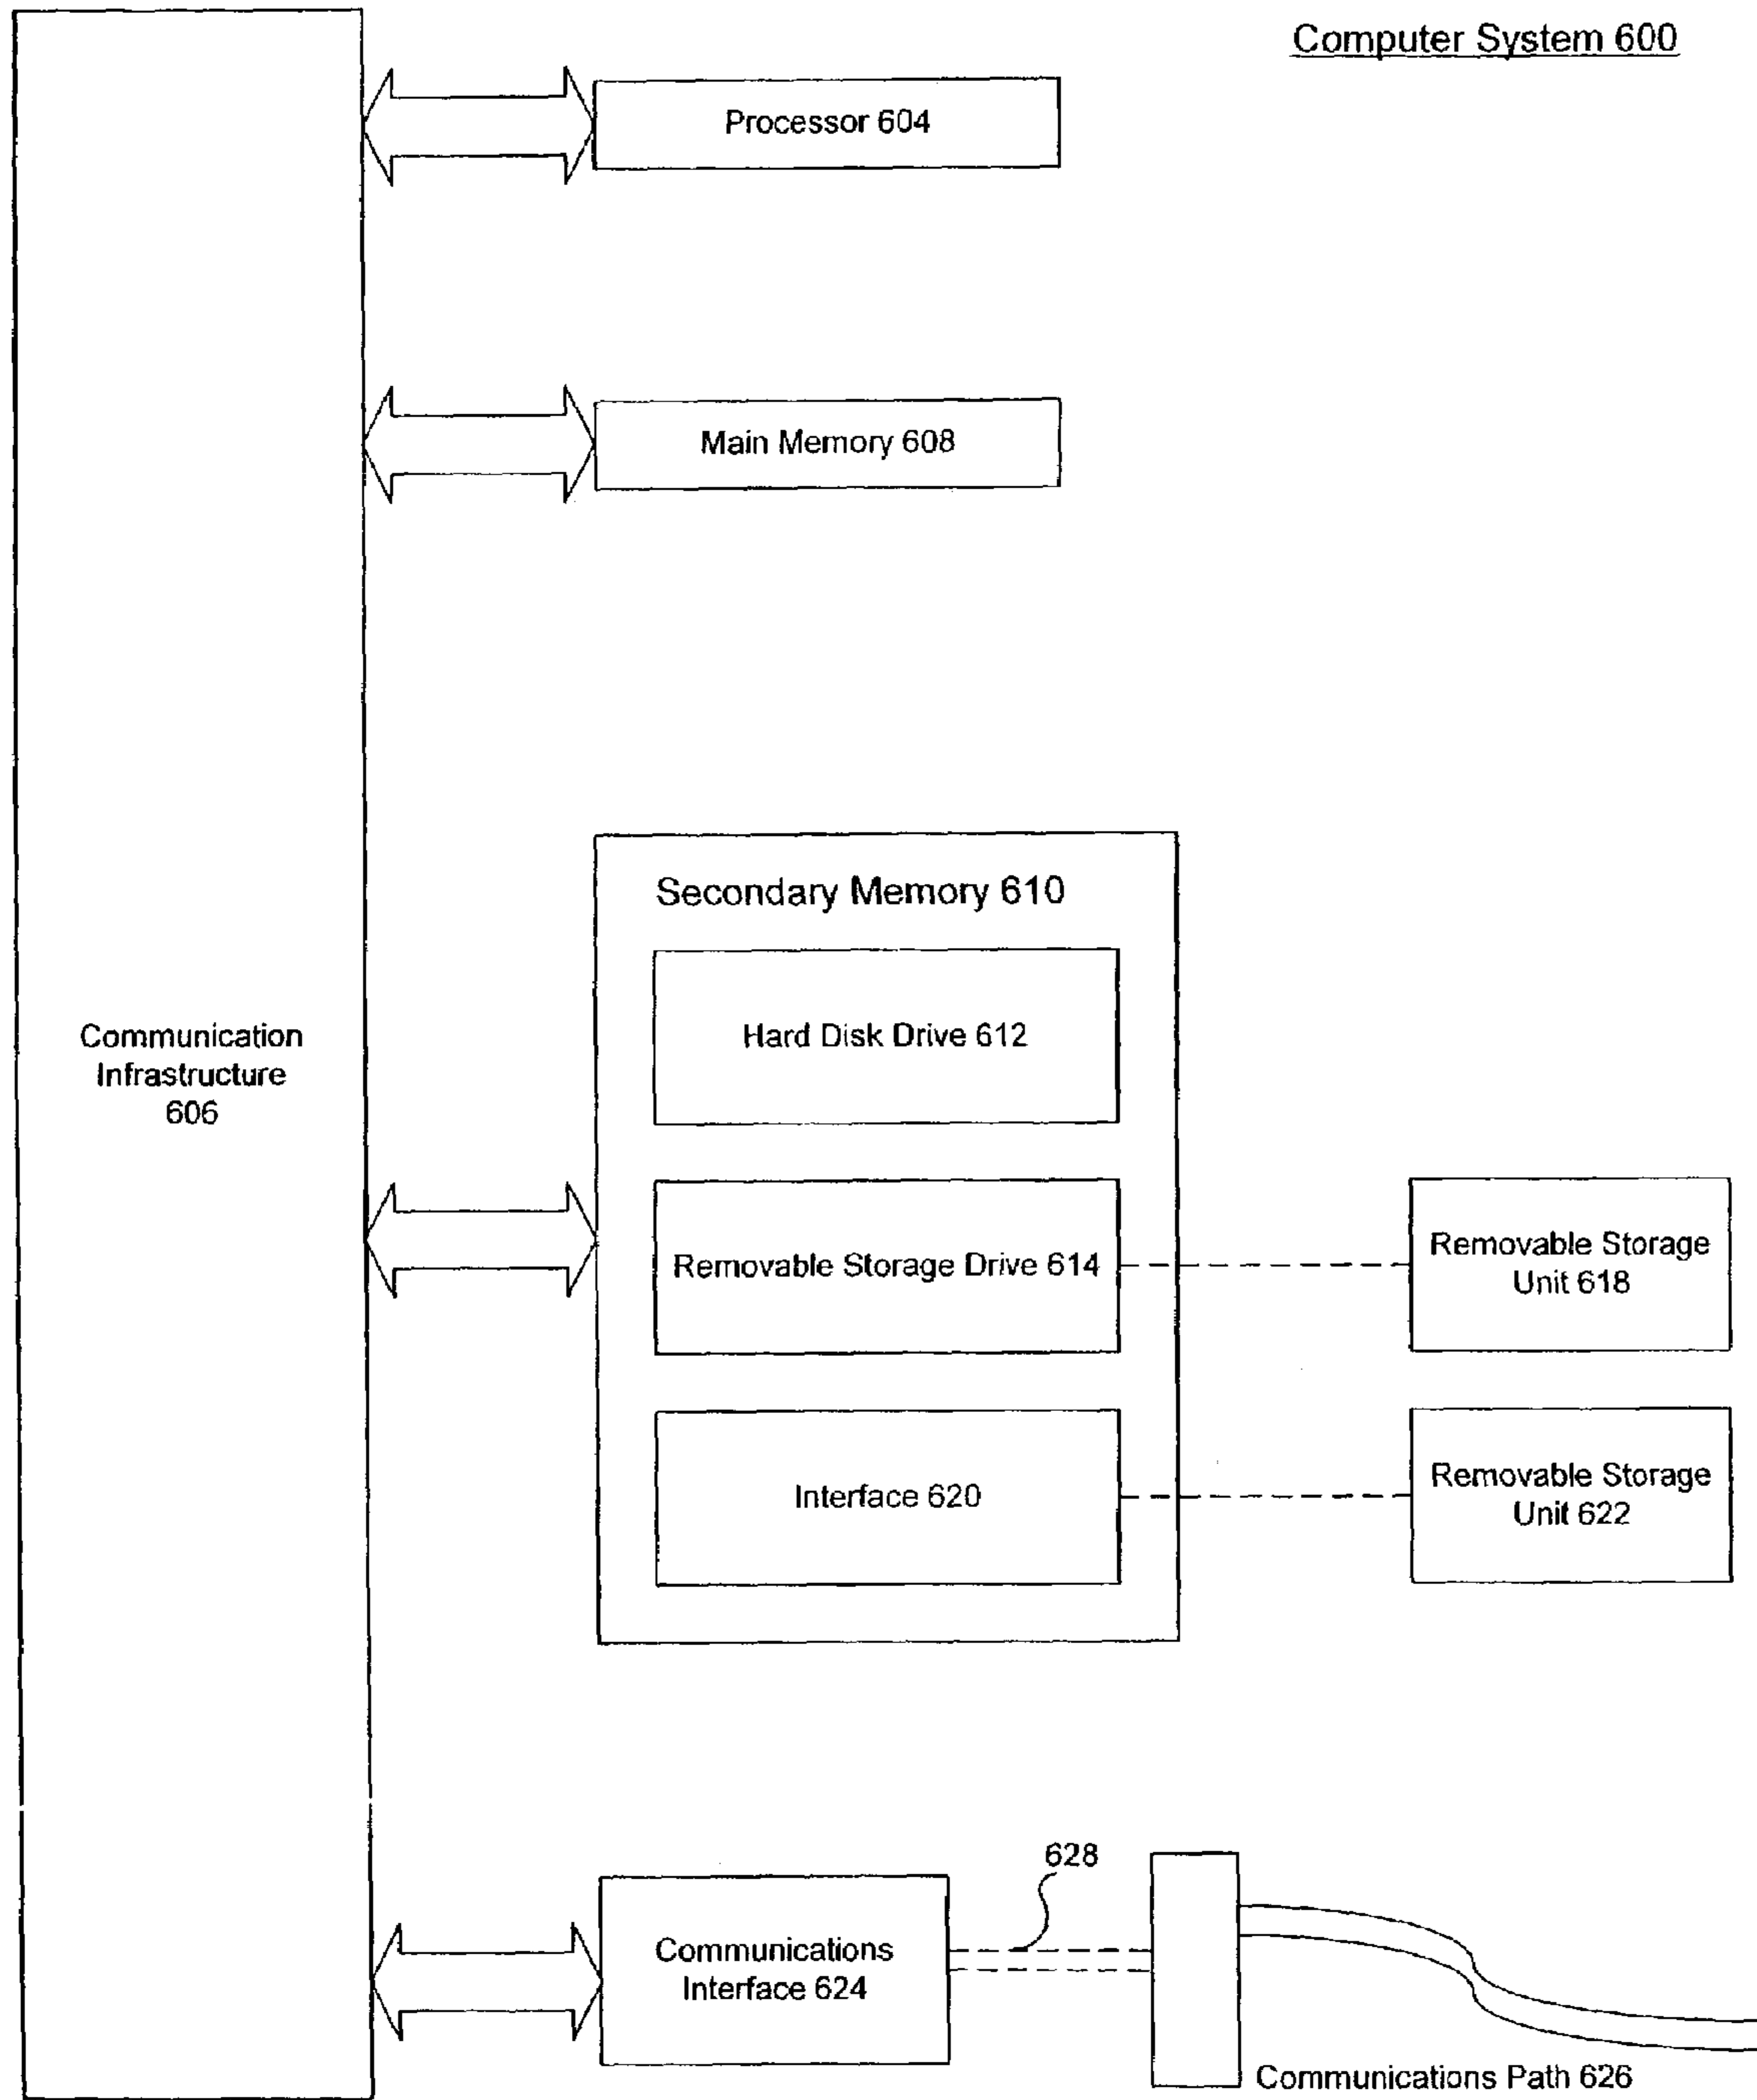 Computer System 600
Processor 604
Main Memory 608
Secondary Memory 610
Hard Disk Drive 612
Communication
Infrastructure
606
Removable Storage Drive 614
Removable Storage
Unit 618
Interface 620
Removable Storage
Unit 622
628
Communications
Interface 624
Communications Path 626